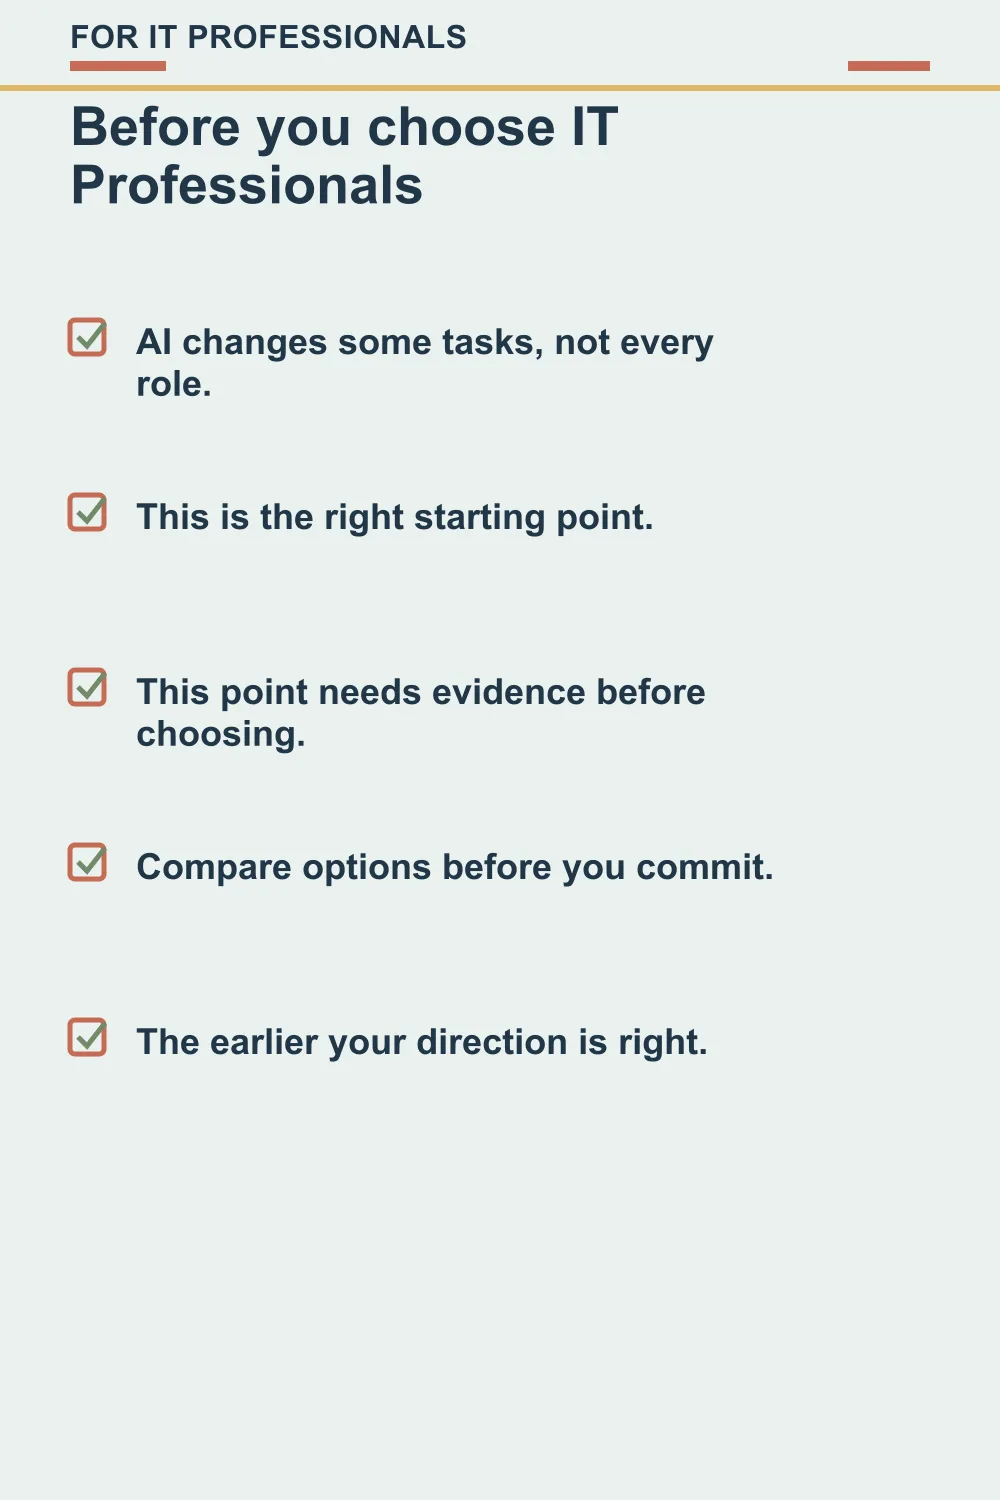 FOR IT PROFESSIONALS
Before you choose IT
Professionals
AI changes some tasks, not every
role.
This is the right starting point.
This point needs evidence before
choosing.
Compare options before you commit.
The earlier your direction is right.